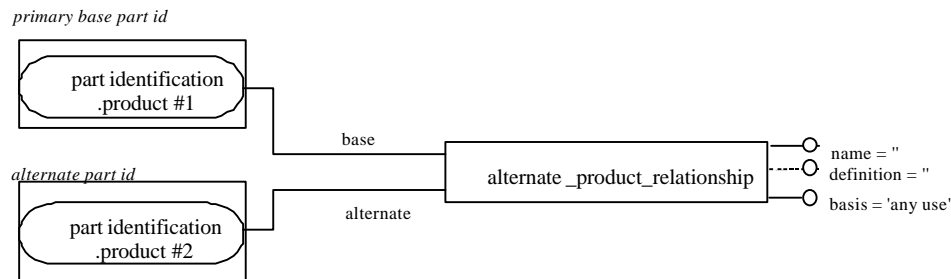 primary base part id
part identification
.product #1
base
alternate _product_relationship
name = ''
definition = ''
basis = 'any use'
alternate part id
alternate
part identification
.product #2